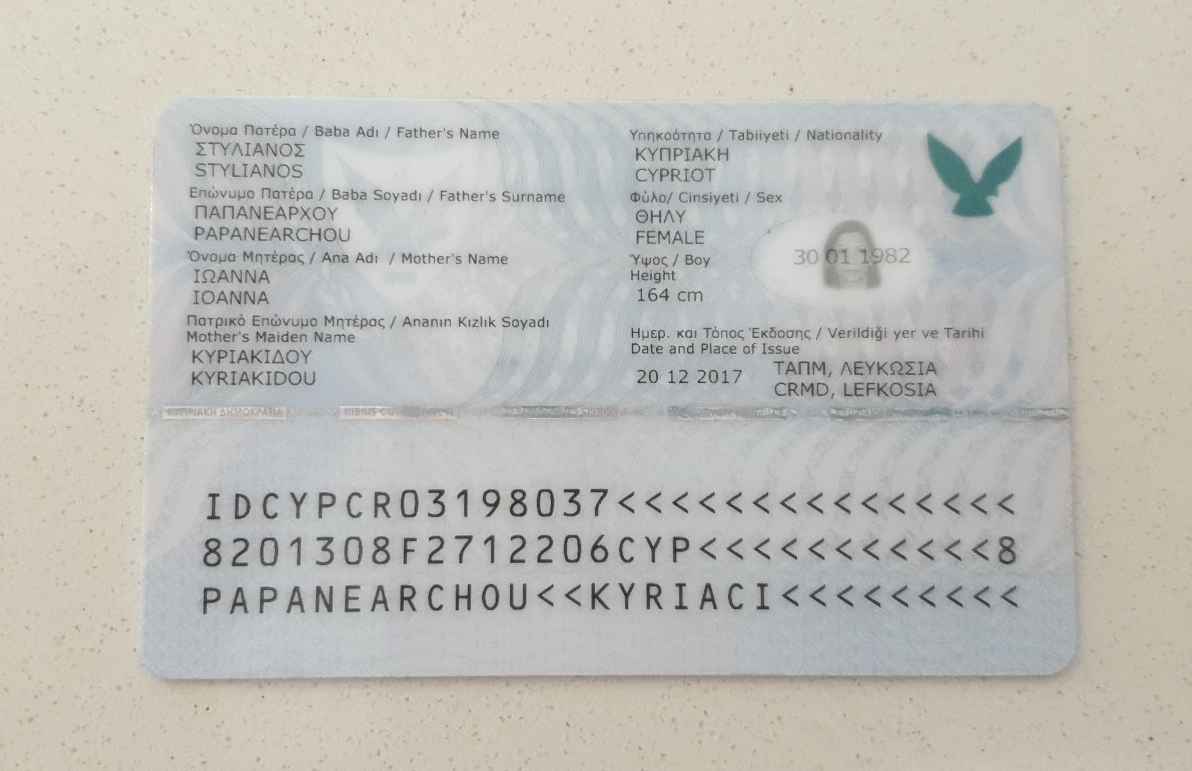 Όνομα Πατέρα / Baba Adı / Father's Name
ΣΤΥΛΙΑΝΟΣ
STYLIANOS
Επώνυμο Πατέρα / Baba Soyadı / Father's Surname
ΠΑΠΑΝΕΑΡΧΟΥ
PAPANEARCHOU
Όνομα Μητέρας / Ana Adı / Mother's Name
ΙΩΑΝΝΑ
IOANNA
Πατρικό Επώνυμο Μητέρας / Ananın Kızlık Soyadı
Mother's Maiden Name
ΚΥΡΙΑΚΙΔΟΥ
KYRIAKIDOU
Υπηκοότητα / Tabiiyeti / Nationality
ΚΥΠΡΙΑΚΗ
CYPRIOT
Φύλο/ Cinsiyeti / Sex
ΘΗΛΥ
FEMALE
Ύψος / Boy
Height
164 cm
30 01 1982
Ημερ. και Τόπος Έκδοσης / Verildiği yer ve Tarihi
Date and Place of Issue
20 12 2017
ΤΑΠΜ, ΛΕΥΚΩΣΙΑ
CRMD, LEFKOSIA
ΚΥΠΡΙΑΚΗ ΔΗΜΟΚΡΑΤΙΑ
IDCYPCR03198037<<<<<<<<<<<<<<<
8201308F2712206CYP<<<<<<<<<<<8
PAPANEARCHOU<<KYRIACI<<<<<<<<<